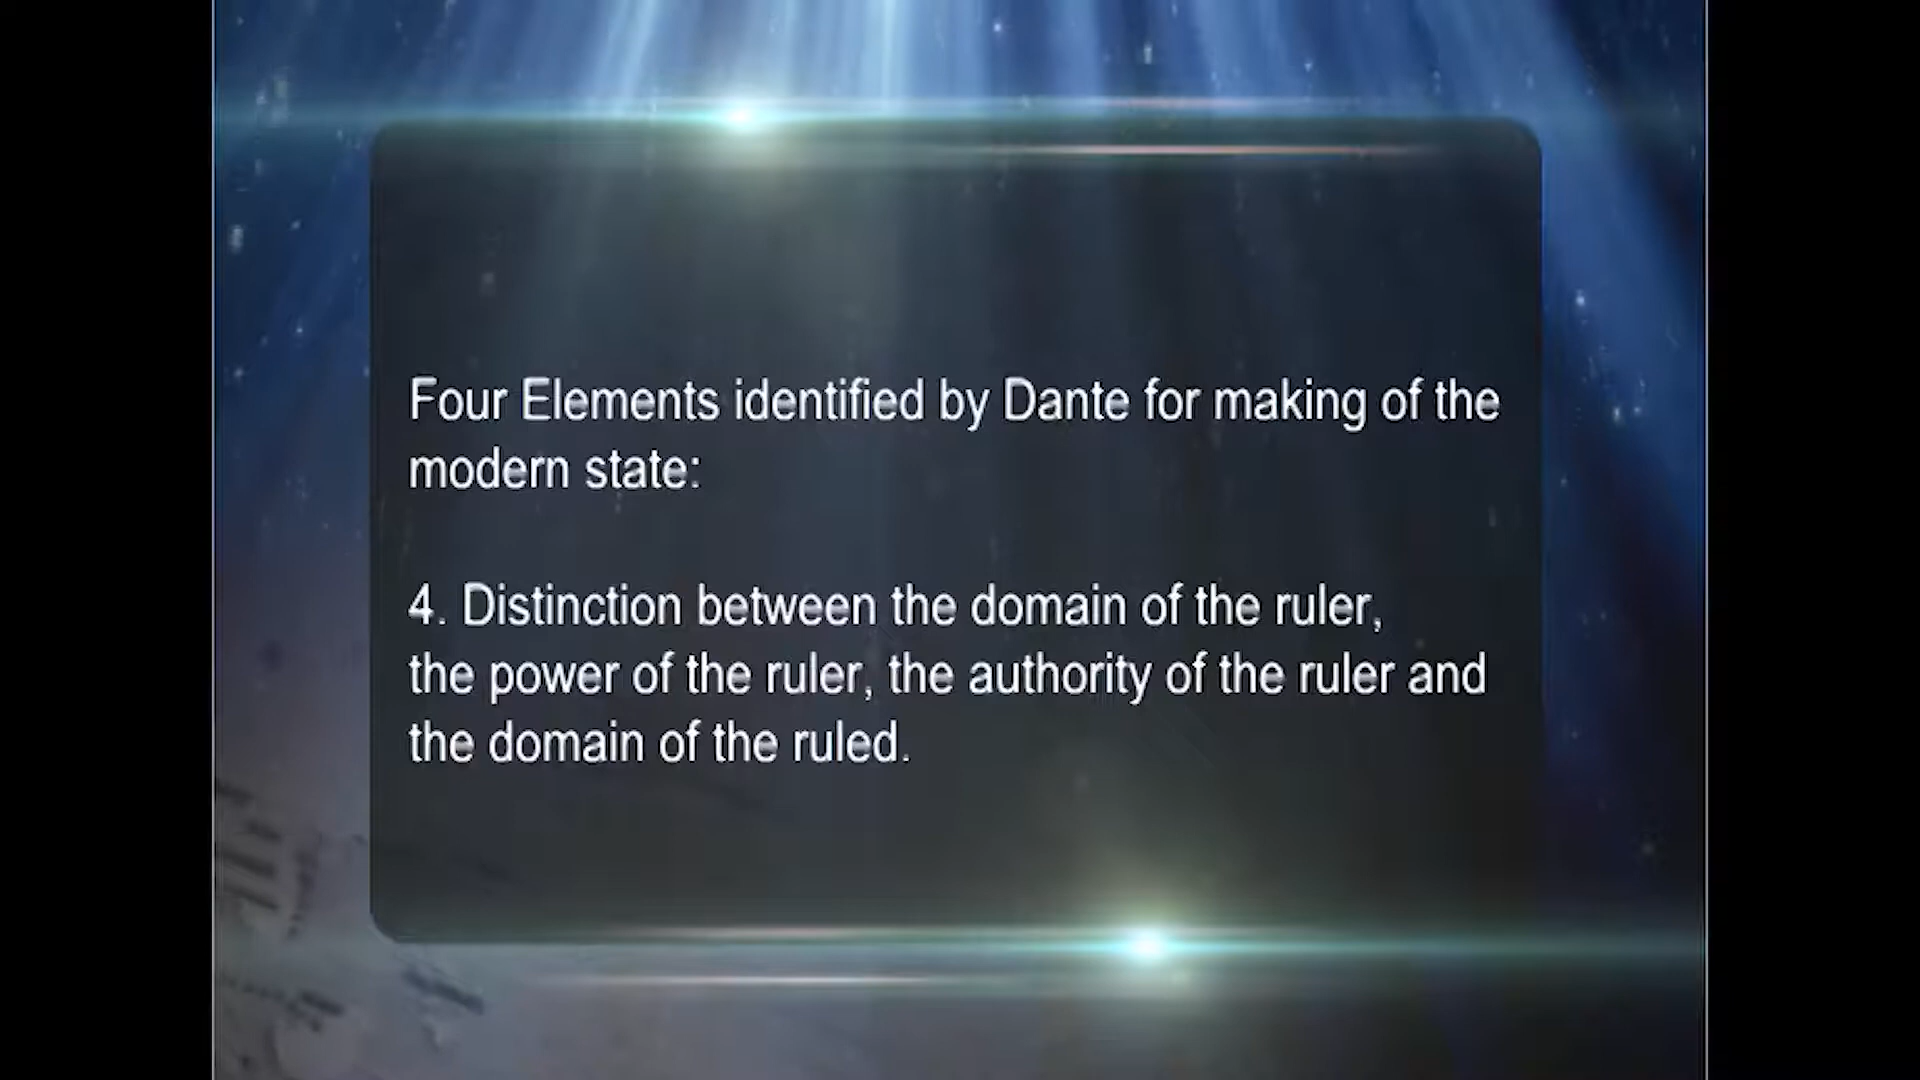 Four Elements identified by Dante for making of the
modern state:
4. Distinction between the domain of the ruler,
the power of the ruler, the authority of the ruler and
the domain of the ruled.